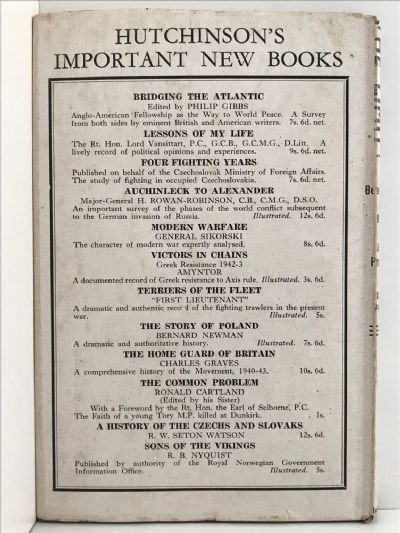 HUTCHINSON'S
IMPORTANT NEW BOOKS
BRIDGING THE ATLANTIC
Edited by PHILIP GIBBS
Anglo-American Fellowship as the Way to World Peace. A Survey
from both sides by eminent British and American writers. 7s. 6d. net.
LESSONS OF MY LIFE
The Rt. Hon. Lord Vansittart, P.C., G.C.B., G.C.M.G., D.Litt. A
lively record of political opinions and experiences. 9s. 6d. net.
FOUR FIGHTING YEARS
Published on behalf of the Czechoslovak Ministry of Foreign Affairs.
The study of fighting in occupied Czechoslovakia. 7s. 6d. net.
AUCHINLECK TO ALEXANDER
Major-General H. ROWAN-ROBINSON, C.B., C.M.G., D.S.O.
An important survey of the phases of the world conflict subsequent
to the German invasion of Russia. Illustrated. 12s. 6d.
MODERN WARFARE
GENERAL SIKORSKI
The character of modern war expertly analysed. 8s. 6d.
VICTORS IN CHAINS
Greek Resistance 1942-3
AMYNTOR
A documented record of Greek resistance to Axis rule. Illustrated. 3s. 6d.
TERRIERS OF THE FLEET
"FIRST LIEUTENANT"
A dramatic and authentic record of the fighting trawlers in the present
war. Illustrated. 5s.
THE STORY OF POLAND
BERNARD NEWMAN
A dramatic and authoritative history. Illustrated. 7s. 6d.
THE HOME GUARD OF BRITAIN
CHARLES GRAVES
A comprehensive history of the Movement, 1940-43. 10s. 6d.
THE COMMON PROBLEM
RONALD CARTLAND
(Edited by his Sister)
With a Foreword by the Rt. Hon. the Earl of Selborne, P.C.
The Faith of a young Tory M.P. killed at Dunkirk. 1s.
A HISTORY OF THE CZECHS AND SLOVAKS
R. W. SETON WATSON 12s. 6d.
SONS OF THE VIKINGS
R. B. NYQUIST
Published by authority of the Royal Norwegian Government
Information Office. Illustrated. 5s.